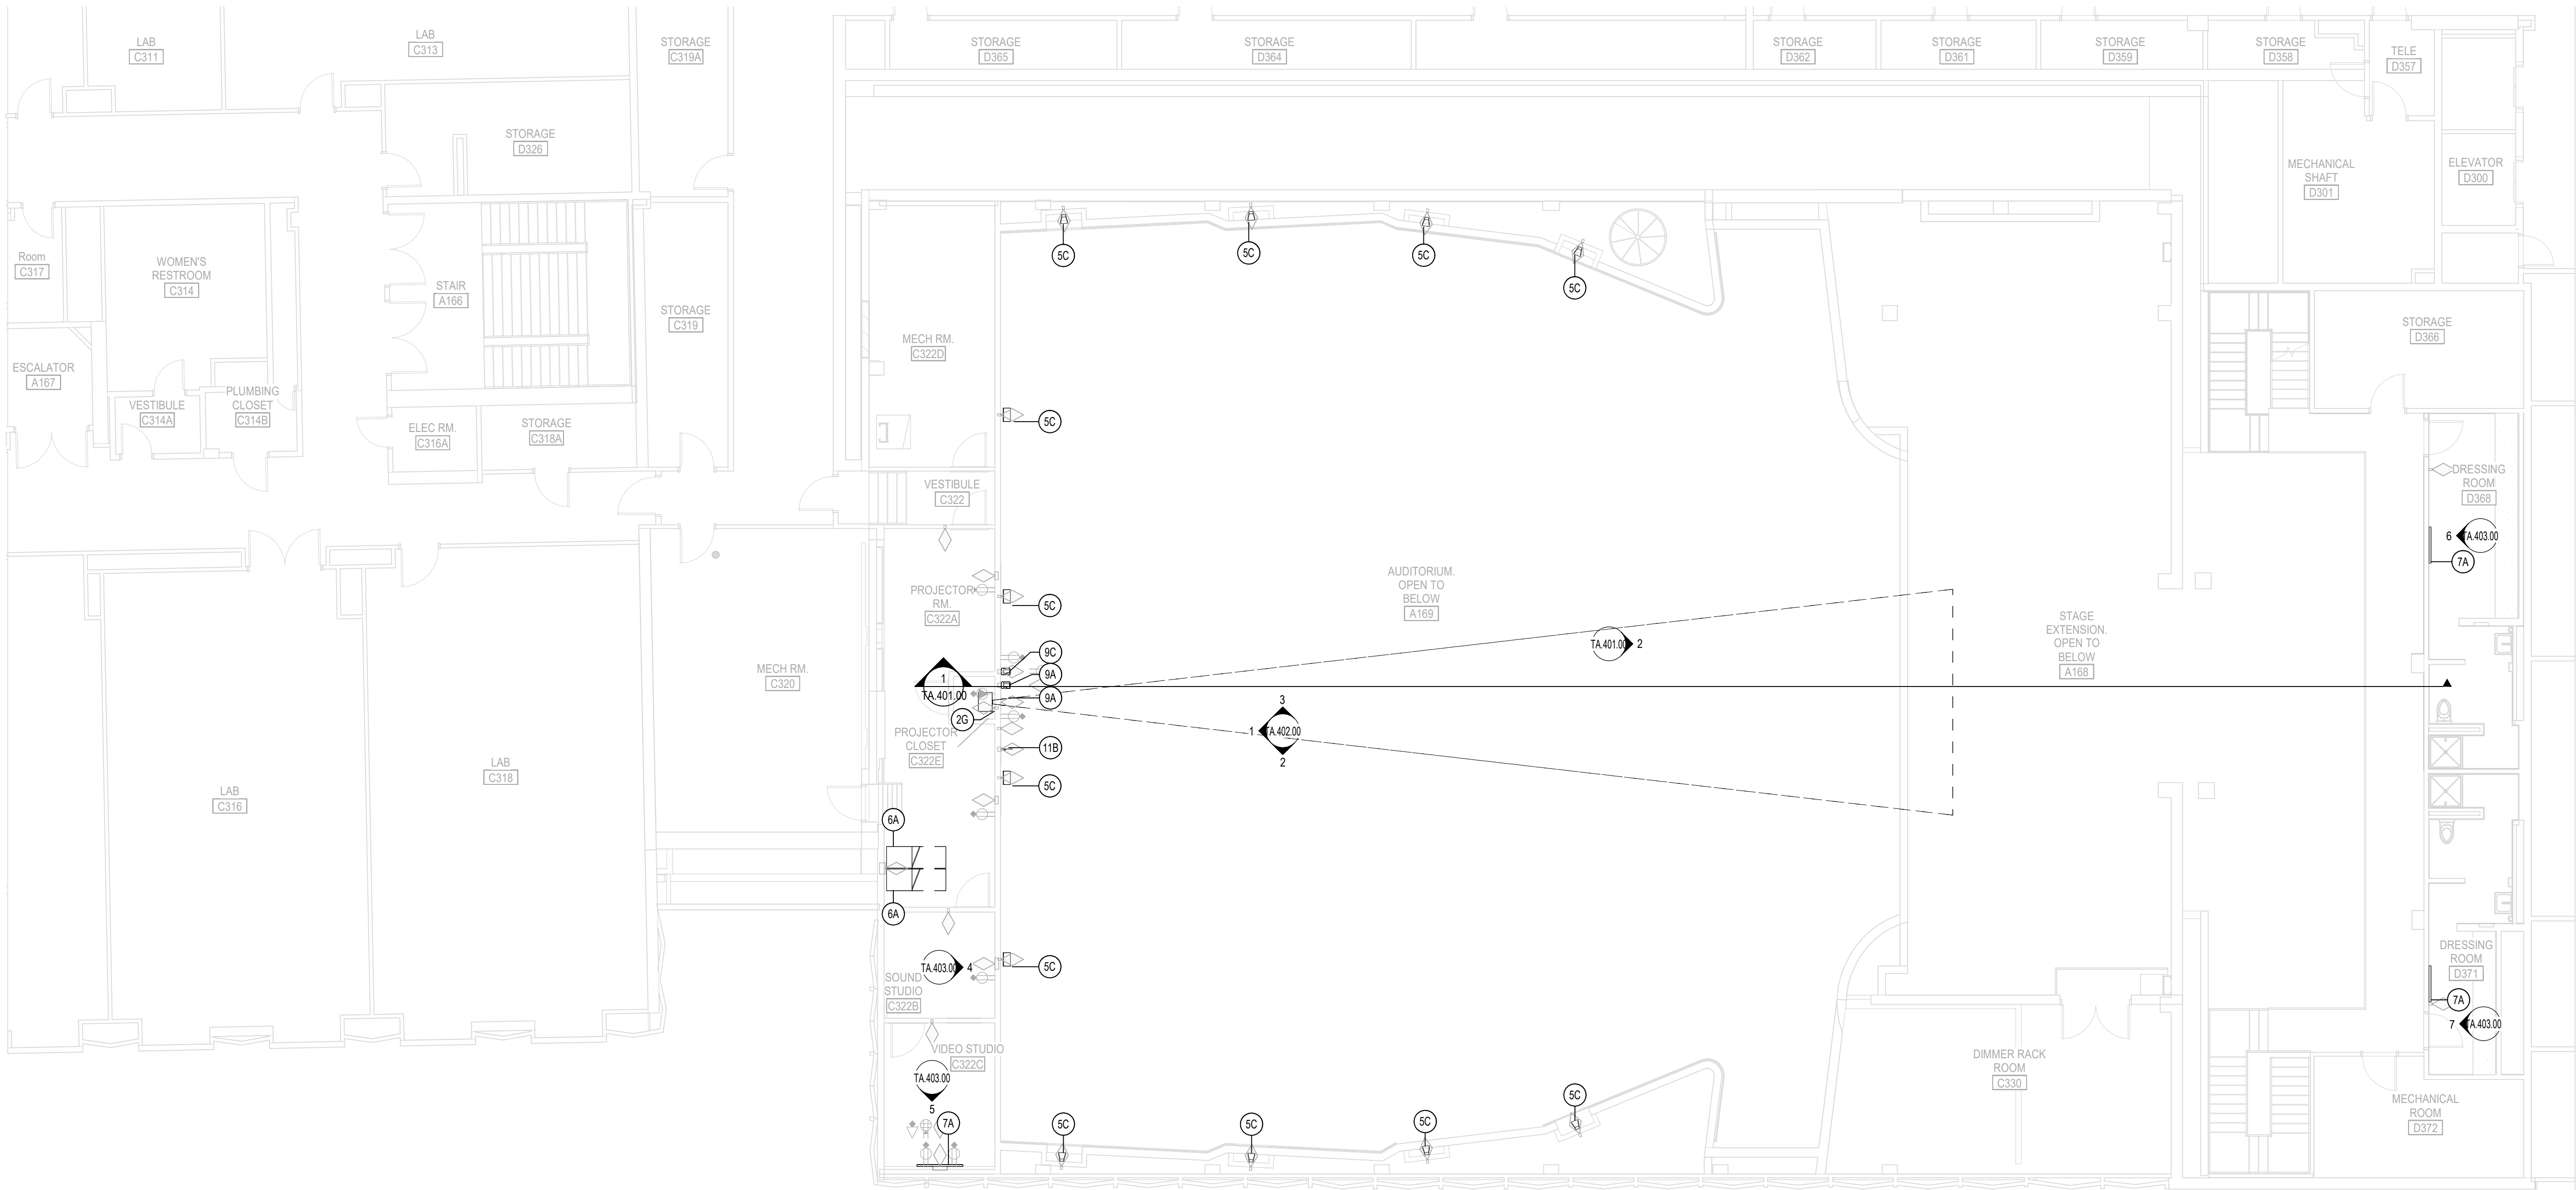 LAB
C311
LAB
C313
STORAGE
C319A
STORAGE
D365
STORAGE
D364
STORAGE
D362
STORAGE
D361
STORAGE
D359
STORAGE
D358
TELE
D357
STORAGE
D326
MECHANICAL
SHAFT
D301
ELEVATOR
D300
Room
C317
WOMEN'S
RESTROOM
C314
STAIR
A166
STORAGE
C319
5C
5C
5C
5C
MECH RM.
C322D
STORAGE
D366
ESCALATOR
A167
VESTIBULE
C314A
PLUMBING
CLOSET
C314B
ELEC RM.
C316A
STORAGE
C318A
5C
VESTIBULE
C322
DRESSING
ROOM
D368
6
TA.403.00
7A
PROJECTOR
RM.
C322A
5C
AUDITORIUM.
OPEN TO
BELOW
A169
STAGE
EXTENSION.
OPEN TO
BELOW
A168
TA.401.00
2
MECH RM.
C320
9C
9A
9A
1
TA.401.00
2G
3
1
TA.402.00
2
PROJECTOR
CLOSET
C322E
11B
5C
LAB
C318
LAB
C316
6A
6A
TA.403.00
4
5C
SOUND
STUDIO
C322B
DRESSING
ROOM
D371
7A
7
TA.403.00
VIDEO STUDIO
C322C
TA.403.00
5
7A
5C
5C
5C
5C
DIMMER RACK
ROOM
C330
MECHANICAL
ROOM
D372